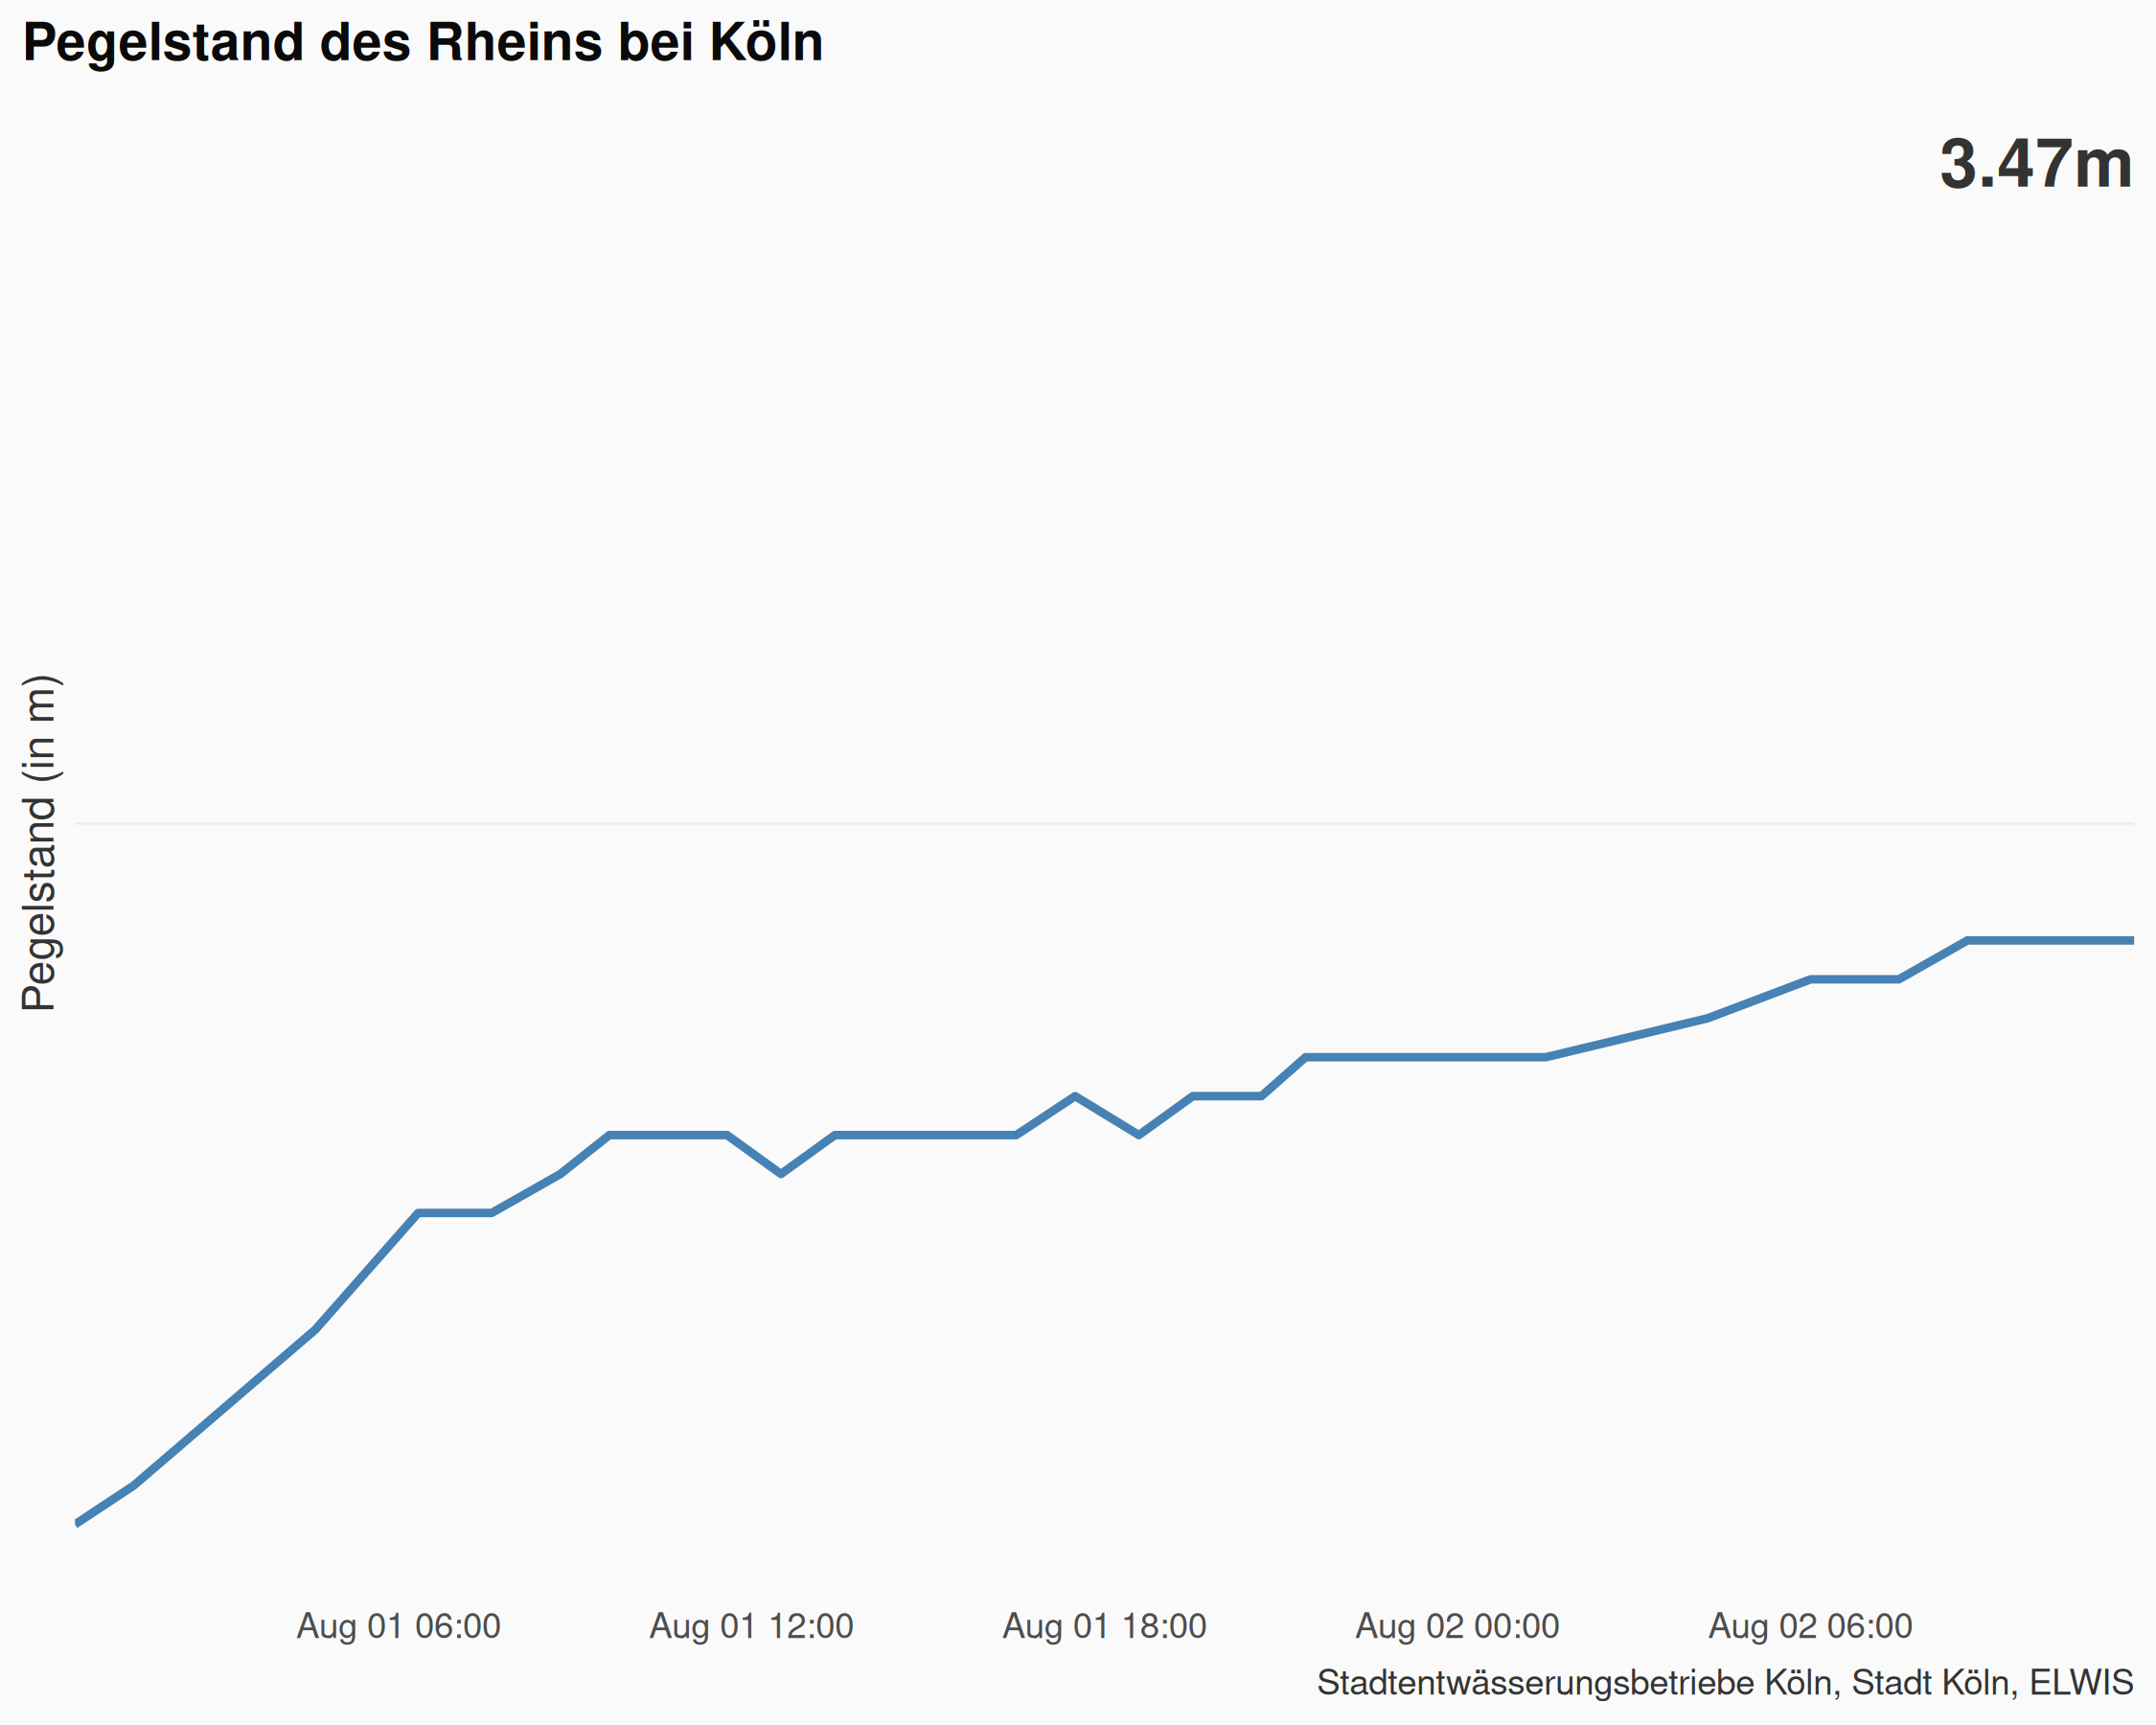 Pegelstand des Rheins bei Köln
3.47m
Pegelstand (in m)
Aug 01 06:00
Aug 01 12:00
Aug 01 18:00
Aug 02 00:00
Aug 02 06:00
Stadtentwässerungsbetriebe Köln, Stadt Köln, ELWIS